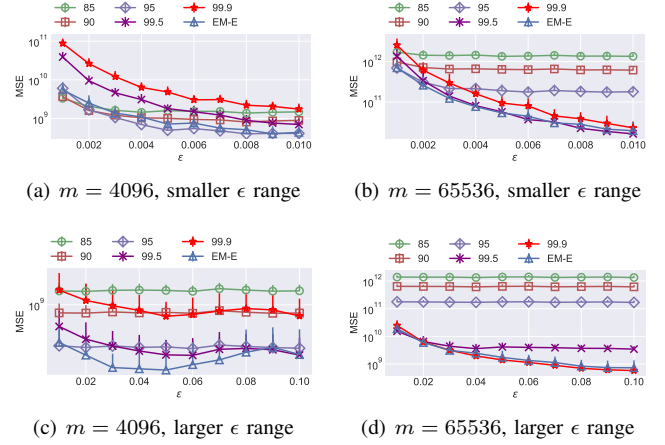 85 95 99.9
90 99.5 EM-E
10^11
10^10
10^9
MSE
0.002 0.004 0.006 0.008 0.010
ε
(a) m = 4096, smaller ϵ range
85 95 99.9
90 99.5 EM-E
10^12
10^11
MSE
0.002 0.004 0.006 0.008 0.010
ε
(b) m = 65536, smaller ϵ range
85 95 99.9
90 99.5 EM-E
10^9
MSE
0.02 0.04 0.06 0.08 0.10
ε
(c) m = 4096, larger ϵ range
85 95 99.9
90 99.5 EM-E
10^12
10^11
10^10
10^9
MSE
0.02 0.04 0.06 0.08 0.10
ε
(d) m = 65536, larger ϵ range